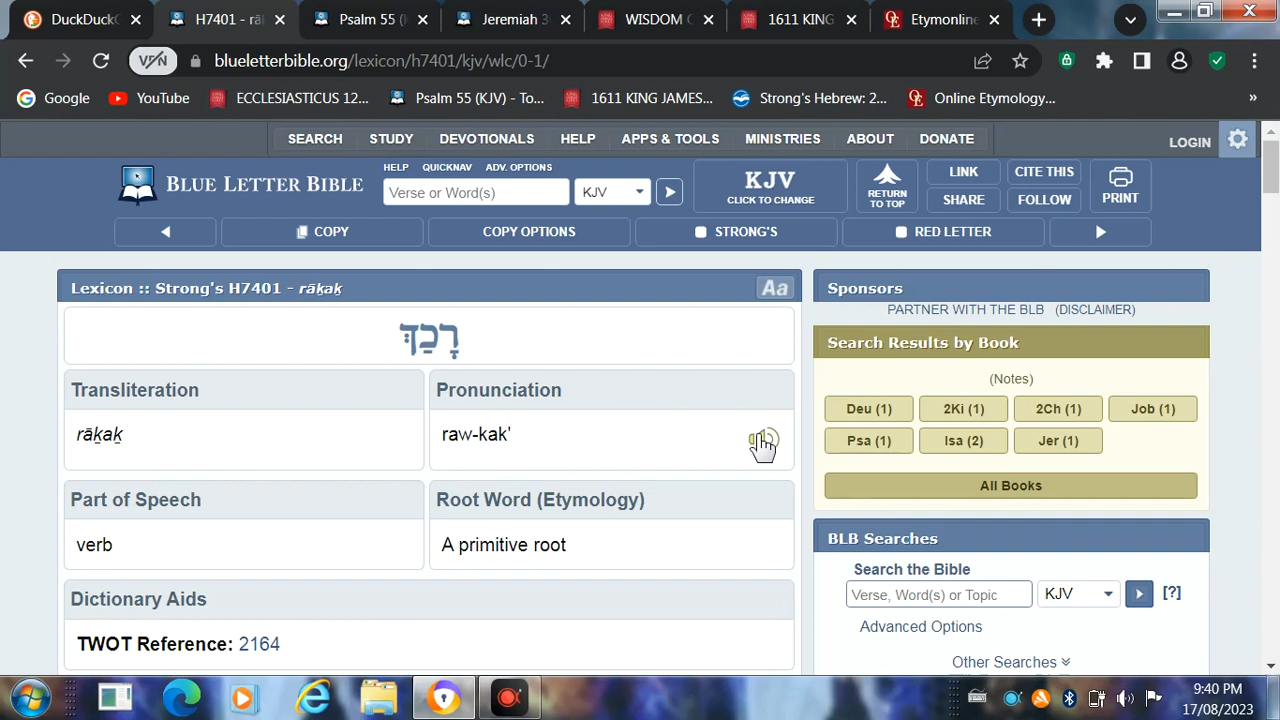 DuckDuckG
H7401 - rā
Psalm 55 (
Jeremiah 3
WISDOM O
1611 KING
Etymonline
VPN
blueletterbible.org/lexicon/h7401/kjv/wlc/0-1/
Google
YouTube
ECCLESIASTICUS 12...
Psalm 55 (KJV) - To...
1611 KING JAMES...
Strong's Hebrew: 2...
Online Etymology...
SEARCH
STUDY
DEVOTIONALS
HELP
APPS & TOOLS
MINISTRIES
ABOUT
DONATE
LOGIN
BLUE LETTER BIBLE
HELP QUICKNAV ADV. OPTIONS
Verse or Word(s)
KJV
KJV
CLICK TO CHANGE
RETURN
TO TOP
LINK
CITE THIS
SHARE
FOLLOW
PRINT
COPY
COPY OPTIONS
STRONG'S
RED LETTER
Lexicon :: Strong's H7401 - rāḵaḵ
Aa
רָכַךְ
Transliteration
rāḵaḵ
Pronunciation
raw-kak'
Part of Speech
verb
Root Word (Etymology)
A primitive root
Dictionary Aids
TWOT Reference: 2164
Sponsors
PARTNER WITH THE BLB (DISCLAIMER)
Search Results by Book
(Notes)
Deu (1)
2Ki (1)
2Ch (1)
Job (1)
Psa (1)
Isa (2)
Jer (1)
All Books
BLB Searches
Search the Bible
Verse, Word(s) or Topic
KJV
[?]
Advanced Options
Other Searches
9:40 PM
17/08/2023